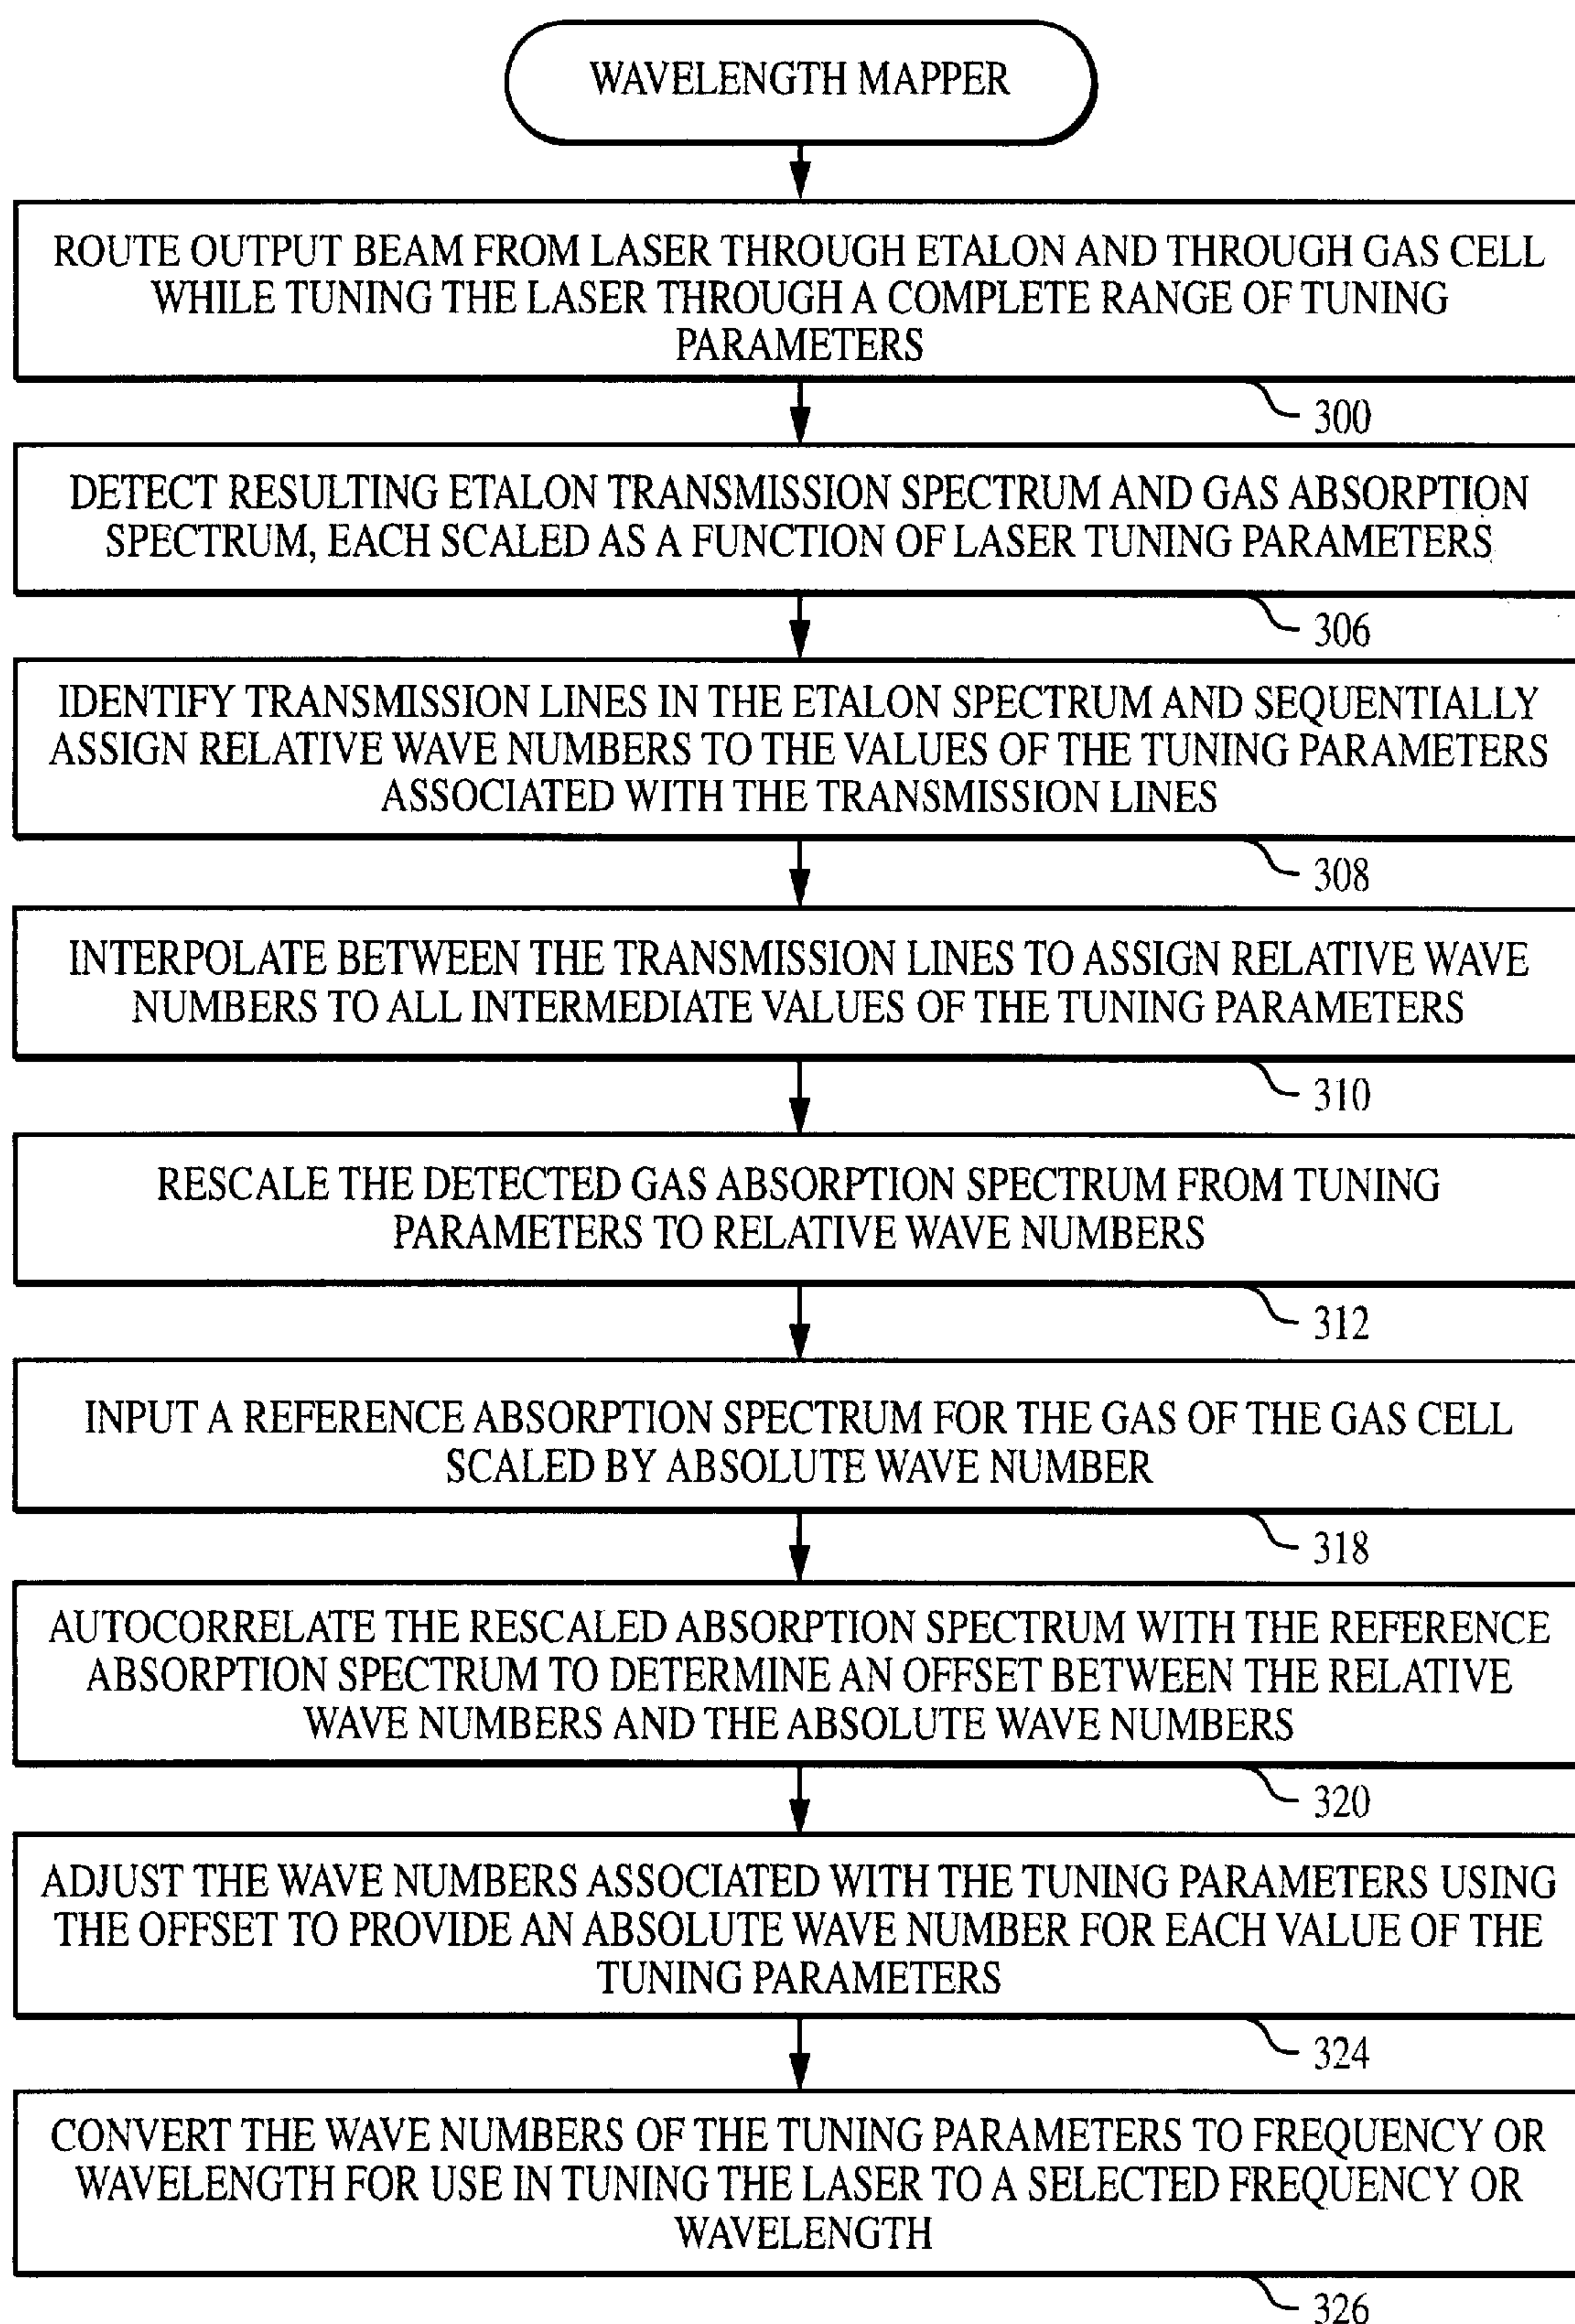 WAVELENGTH MAPPER
ROUTE OUTPUT BEAM FROM LASER THROUGH ETALON AND THROUGH GAS CELL
WHILE TUNING THE LASER THROUGH A COMPLETE RANGE OF TUNING
PARAMETERS
300
DETECT RESULTING ETALON TRANSMISSION SPECTRUM AND GAS ABSORPTION
SPECTRUM, EACH SCALED AS A FUNCTION OF LASER TUNING PARAMETERS
306
IDENTIFY TRANSMISSION LINES IN THE ETALON SPECTRUM AND SEQUENTIALLY
ASSIGN RELATIVE WAVE NUMBERS TO THE VALUES OF THE TUNING PARAMETERS
ASSOCIATED WITH THE TRANSMISSION LINES
308
INTERPOLATE BETWEEN THE TRANSMISSION LINES TO ASSIGN RELATIVE WAVE
NUMBERS TO ALL INTERMEDIATE VALUES OF THE TUNING PARAMETERS
310
RESCALE THE DETECTED GAS ABSORPTION SPECTRUM FROM TUNING
PARAMETERS TO RELATIVE WAVE NUMBERS
312
INPUT A REFERENCE ABSORPTION SPECTRUM FOR THE GAS OF THE GAS CELL
SCALED BY ABSOLUTE WAVE NUMBER
318
AUTOCORRELATE THE RESCALED ABSORPTION SPECTRUM WITH THE REFERENCE
ABSORPTION SPECTRUM TO DETERMINE AN OFFSET BETWEEN THE RELATIVE
WAVE NUMBERS AND THE ABSOLUTE WAVE NUMBERS
320
ADJUST THE WAVE NUMBERS ASSOCIATED WITH THE TUNING PARAMETERS USING
THE OFFSET TO PROVIDE AN ABSOLUTE WAVE NUMBER FOR EACH VALUE OF THE
TUNING PARAMETERS
324
CONVERT THE WAVE NUMBERS OF THE TUNING PARAMETERS TO FREQUENCY OR
WAVELENGTH FOR USE IN TUNING THE LASER TO A SELECTED FREQUENCY OR
WAVELENGTH
326